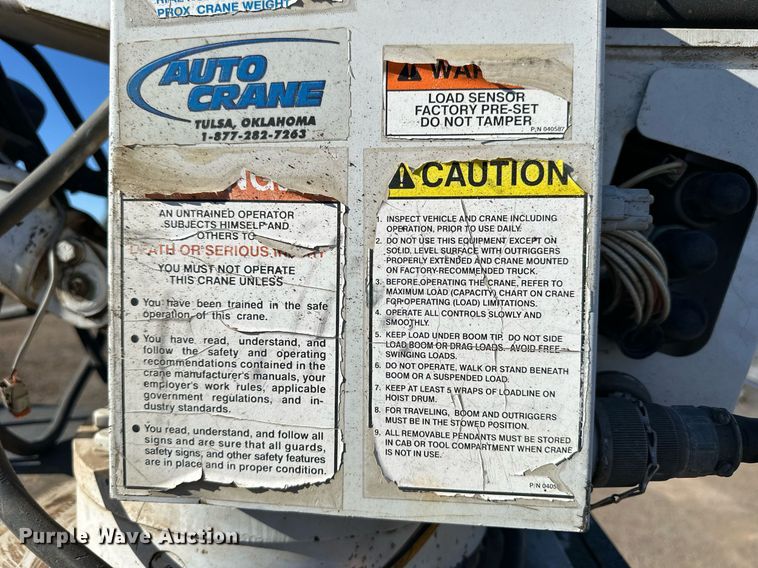 PROX CRANE WEIGHT
AUTO
CRANE
TULSA, OKLAHOMA
1-877-282-7263
LOAD SENSOR
FACTORY PRE-SET
DO NOT TAMPER
P/N 040587
AN UNTRAINED OPERATOR
SUBJECTS HIMSELF AND
OTHERS TO
OR SERIOUS
YOU MUST NOT OPERATE
THIS CRANE UNLESS
● You have been trained in the safe
operation of this crane.
● You have, read, understand, and
follow the safety and operating
recommendations contained in the
crane manufacturer's manuals, your
employer's work rules, applicable
government regulations, and in-
dustry standards.
● You read, understand, and follow all
signs and are sure that all guards,
safety signs, and other safety features
are in place and in proper condition.
CAUTION
1. INSPECT VEHICLE AND CRANE INCLUDING
OPERATION, PRIOR TO USE DAILY.
2. DO NOT USE THIS EQUIPMENT EXCEPT ON
SOLID, LEVEL SURFACE WITH OUTRIGGERS
PROPERLY EXTENDED AND CRANE MOUNTED
ON FACTORY-RECOMMENDED TRUCK.
3. BEFORE OPERATING THE CRANE, REFER TO
MAXIMUM LOAD (CAPACITY) CHART ON CRANE
FOR OPERATING (LOAD) LIMITATIONS.
4. OPERATE ALL CONTROLS SLOWLY AND
SMOOTHLY.
5. KEEP LOAD UNDER BOOM TIP. DO NOT SIDE
LOAD BOOM OR DRAG LOADS. AVOID FREE-
SWINGING LOADS.
6. DO NOT OPERATE, WALK OR STAND BENEATH
BOOM OR A SUSPENDED LOAD.
7. KEEP AT LEAST 5 WRAPS OF LOADLINE ON
HOIST DRUM.
8. FOR TRAVELING, BOOM AND OUTRIGGERS
MUST BE IN THE STOWED POSITION.
9. ALL REMOVABLE PENDANTS MUST BE STORED
IN CAB OR TOOL COMPARTMENT WHEN CRANE
IS NOT IN USE.
P/N 0405
Purple Wave Auction